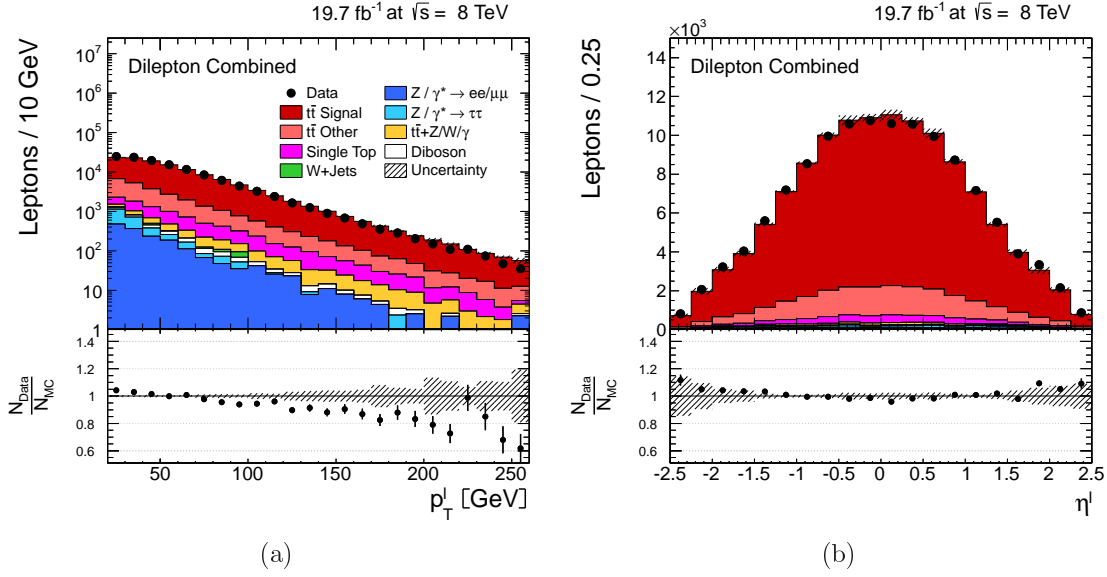 19.7 fb⁻¹ at √s = 8 TeV
Leptons / 10 GeV
Dilepton Combined
Data
tt̄ Signal
tt̄ Other
Single Top
W+Jets
Z / γ* → ee/μμ
Z / γ* → ττ
tt̄+Z/W/γ
Diboson
Uncertainty
10⁷
10⁶
10⁵
10⁴
10³
10²
10
1
N_Data / N_MC
1.4
1.2
1
0.8
0.6
50 100 150 200 250
p_T^l [GeV]
(a)
19.7 fb⁻¹ at √s = 8 TeV
×10³
Leptons / 0.25
Dilepton Combined
14
12
10
8
6
4
2
0
N_Data / N_MC
1.4
1.2
1
0.8
0.6
-2.5 -2 -1.5 -1 -0.5 0 0.5 1 1.5 2 2.5
η^l
(b)